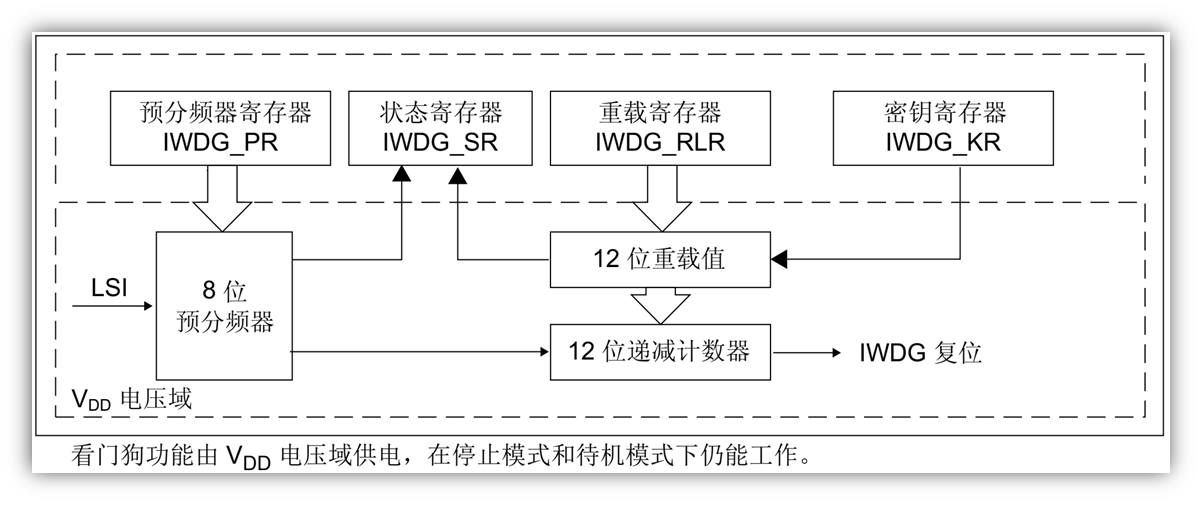 预分频器寄存器
IWDG_PR
状态寄存器
IWDG_SR
重载寄存器
IWDG_RLR
密钥寄存器
IWDG_KR
LSI
8 位
预分频器
12 位重载值
12 位递减计数器
IWDG 复位
VDD 电压域
看门狗功能由 VDD 电压域供电，在停止模式和待机模式下仍能工作。